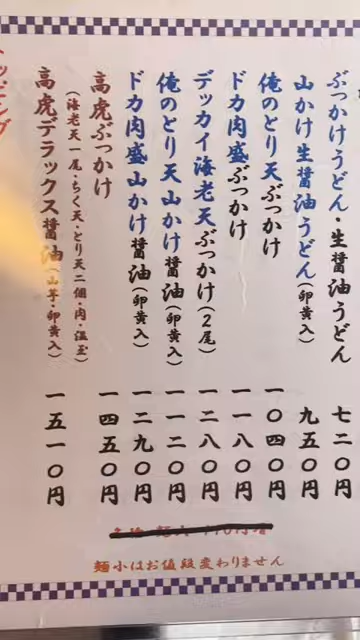 ぶっかけうどん・生醤油うどん 七二〇円
山かけ生醤油うどん(卵黄入) 九五〇円
俺のとり天ぶっかけ 一〇四〇円
ドカ肉盛ぶっかけ 一一八〇円
デッカイ海老天ぶっかけ(2尾) 一二八〇円
俺のとり天山かけ醤油(卵黄入) 一一二〇円
ドカ肉盛山かけ醤油(卵黄入) 一二九〇円
高虎ぶっかけ 一四五〇円
(海老天一尾・ちく天・とり天二個・肉・温玉)
高虎デラックス醤油(山芋・卵黄入) 一五一〇円
トッピング
麺小はお値段変わりません